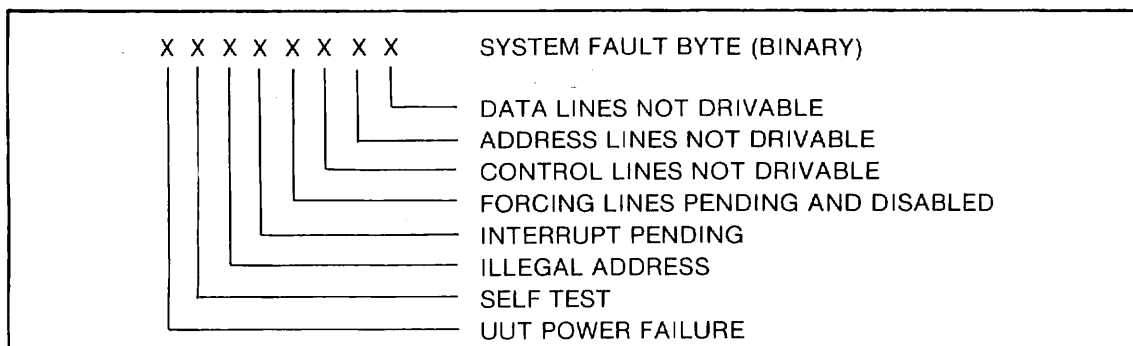 X X X X X X X X SYSTEM FAULT BYTE (BINARY)
DATA LINES NOT DRIVABLE
ADDRESS LINES NOT DRIVABLE
CONTROL LINES NOT DRIVABLE
FORCING LINES PENDING AND DISABLED
INTERRUPT PENDING
ILLEGAL ADDRESS
SELF TEST
UUT POWER FAILURE